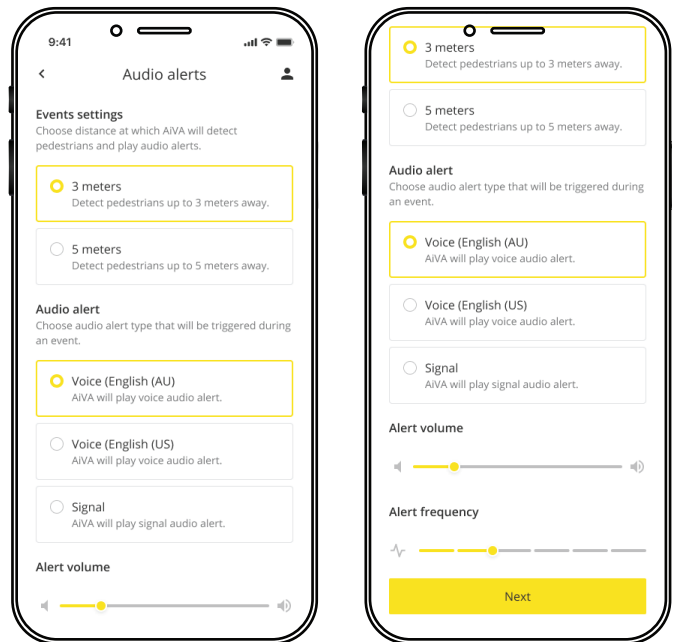 9:41
Audio alerts
Events settings
Choose distance at which AiVA will detect
pedestrians and play audio alerts.
3 meters
Detect pedestrians up to 3 meters away.
5 meters
Detect pedestrians up to 5 meters away.
Audio alert
Choose audio alert type that will be triggered during
an event.
Voice (English (AU)
AiVA will play voice audio alert.
Voice (English (US)
AiVA will play voice audio alert.
Signal
AiVA will play signal audio alert.
Alert volume
3 meters
Detect pedestrians up to 3 meters away.
5 meters
Detect pedestrians up to 5 meters away.
Audio alert
Choose audio alert type that will be triggered during
an event.
Voice (English (AU)
AiVA will play voice audio alert.
Voice (English (US)
AiVA will play voice audio alert.
Signal
AiVA will play signal audio alert.
Alert volume
Alert frequency
Next